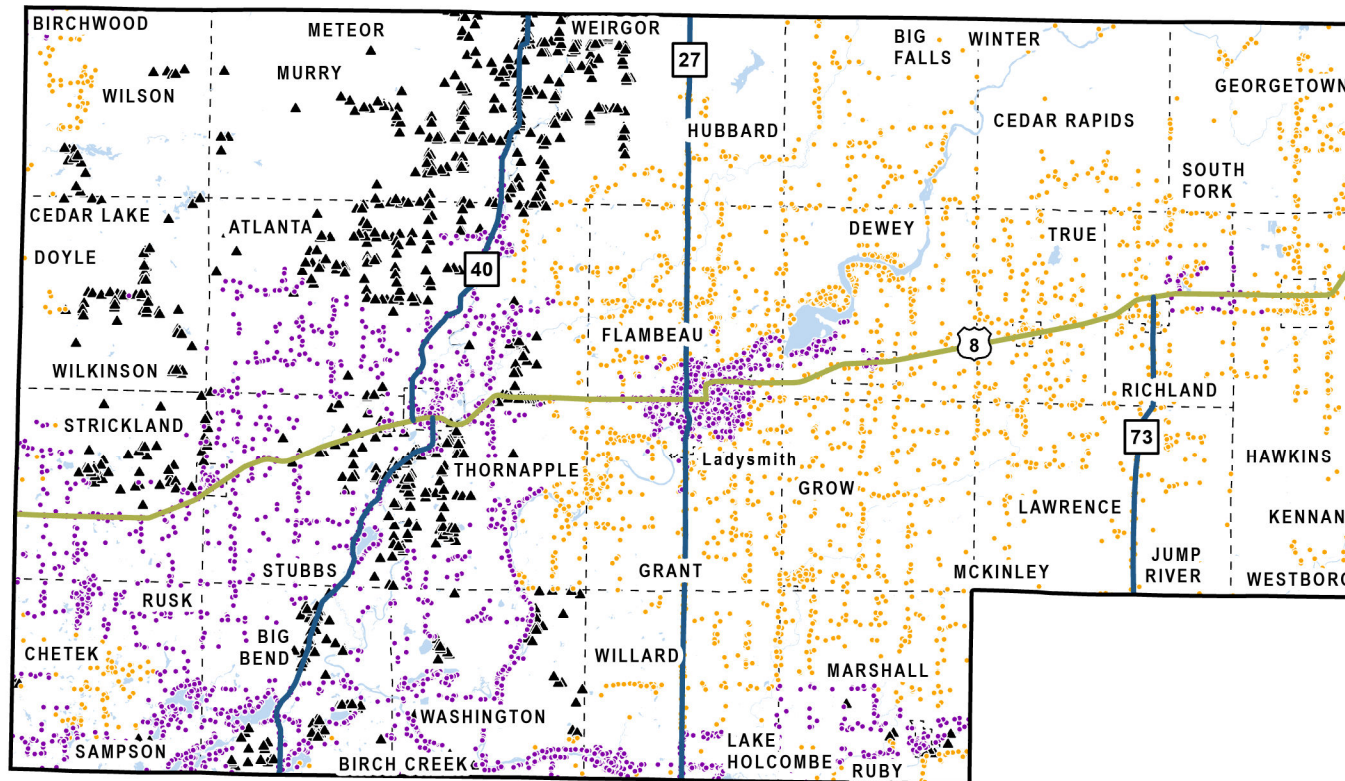 BIRCHWOOD
METEOR
WEIRGOR
BIG
FALLS
WINTER
27
MURRY
WILSON
GEORGETOWN
HUBBARD
CEDAR RAPIDS
SOUTH
FORK
CEDAR LAKE
ATLANTA
DEWEY
TRUE
DOYLE
40
FLAMBEAU
8
WILKINSON
RICHLAND
STRICKLAND
73
THORNAPPLE
Ladysmith
HAWKINS
GROW
LAWRENCE
KENNAN
STUBBS
GRANT
MCKINLEY
JUMP
RIVER
WESTBORO
RUSK
BIG
BEND
CHETEK
WILLARD
MARSHALL
WASHINGTON
SAMPSON
BIRCH CREEK
LAKE
HOLCOMBE
RUBY